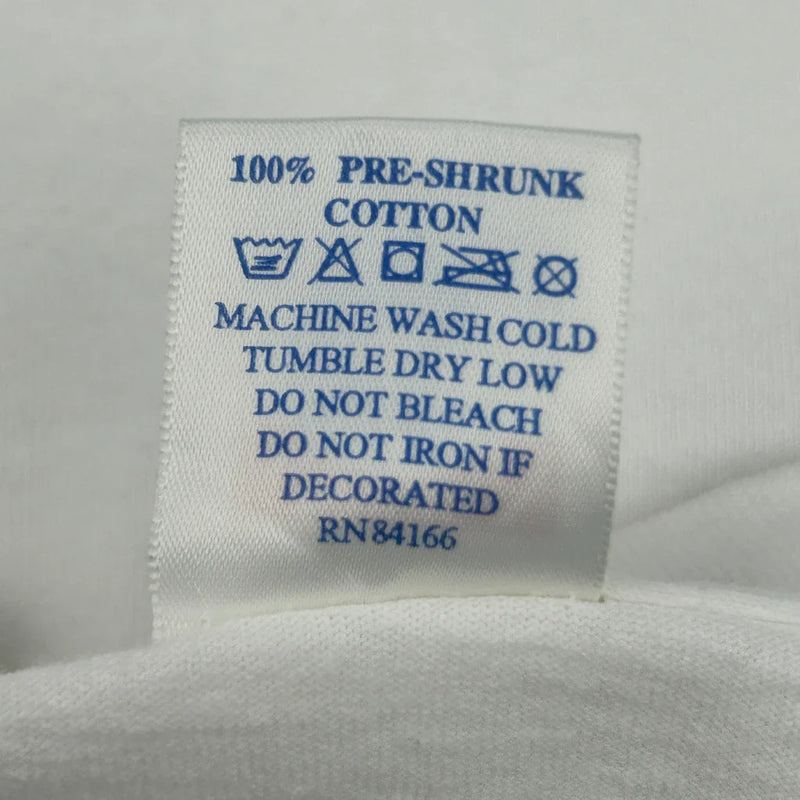 100% PRE-SHRUNK
COTTON
MACHINE WASH COLD
TUMBLE DRY LOW
DO NOT BLEACH
DO NOT IRON IF
DECORATED
RN 84166